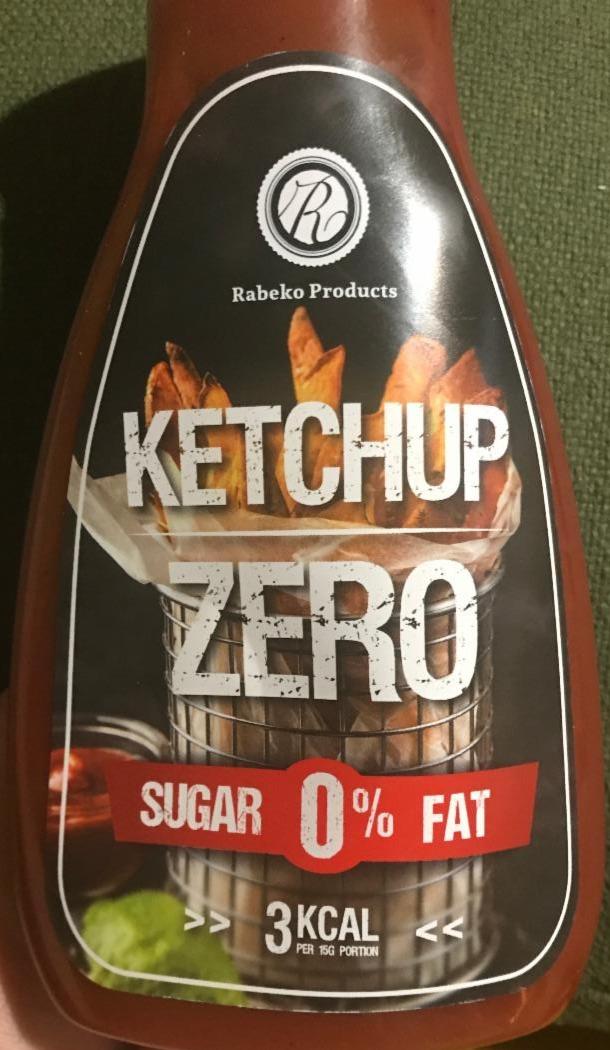 R
Rabeko Products
KETCHUP
ZERO
SUGAR 0% FAT
>> 3 KCAL <<
PER 15G PORTION